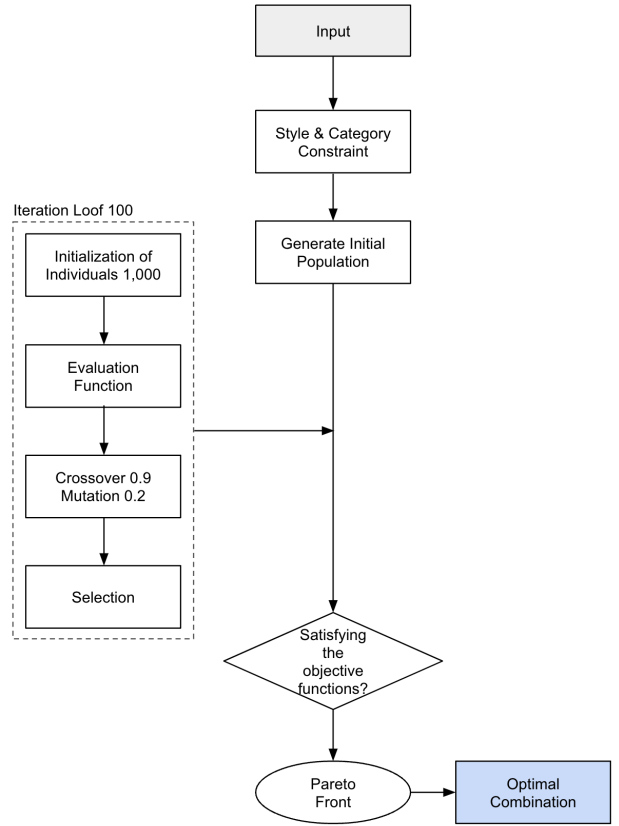 Input
Style & Category
Constraint
Generate Initial
Population
Iteration Loof 100
Initialization of
Individuals 1,000
Evaluation
Function
Crossover 0.9
Mutation 0.2
Selection
Satisfying
the
objective
functions?
Pareto
Front
Optimal
Combination